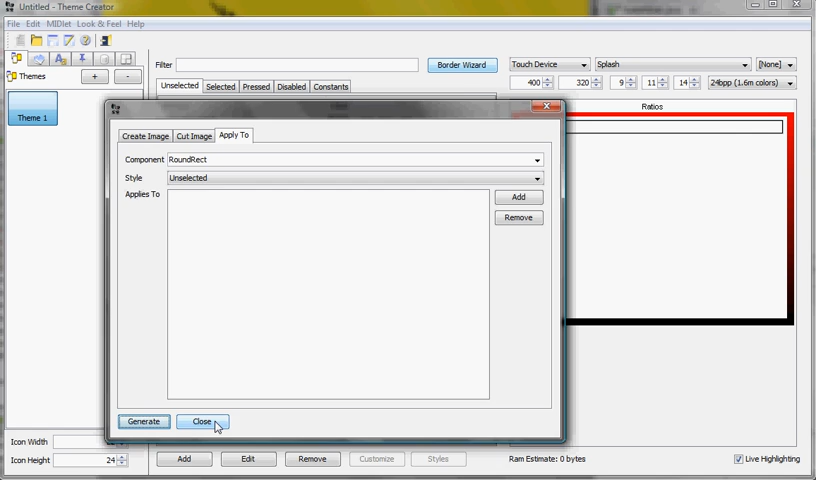 Untitled - Theme Creator
File Edit MIDlet Look & Feel Help
Themes + -
Theme 1
Filter Border Wizard Touch Device Splash [None]
400 320 9 11 14 24bpp (1.6m colors)
Unselected Selected Pressed Disabled Constants
Ratios
Create Image Cut Image Apply To
Component RoundRect
Style Unselected
Applies To Add
Remove
Generate Close
Icon Width
Icon Height 24
Add Edit Remove Customize Styles Ram Estimate: 0 bytes Live Highlighting